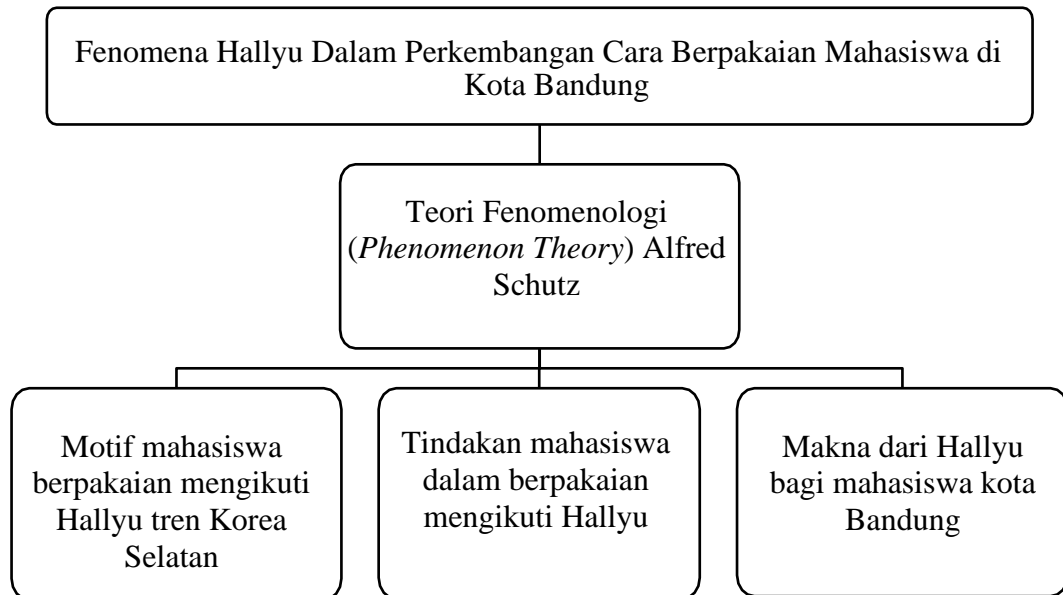 Fenomena Hallyu Dalam Perkembangan Cara Berpakaian Mahasiswa di
Kota Bandung
Teori Fenomenologi
(Phenomenon Theory) Alfred
Schutz
Motif mahasiswa
berpakaian mengikuti
Hallyu tren Korea
Selatan
Tindakan mahasiswa
dalam berpakaian
mengikuti Hallyu
Makna dari Hallyu
bagi mahasiswa kota
Bandung